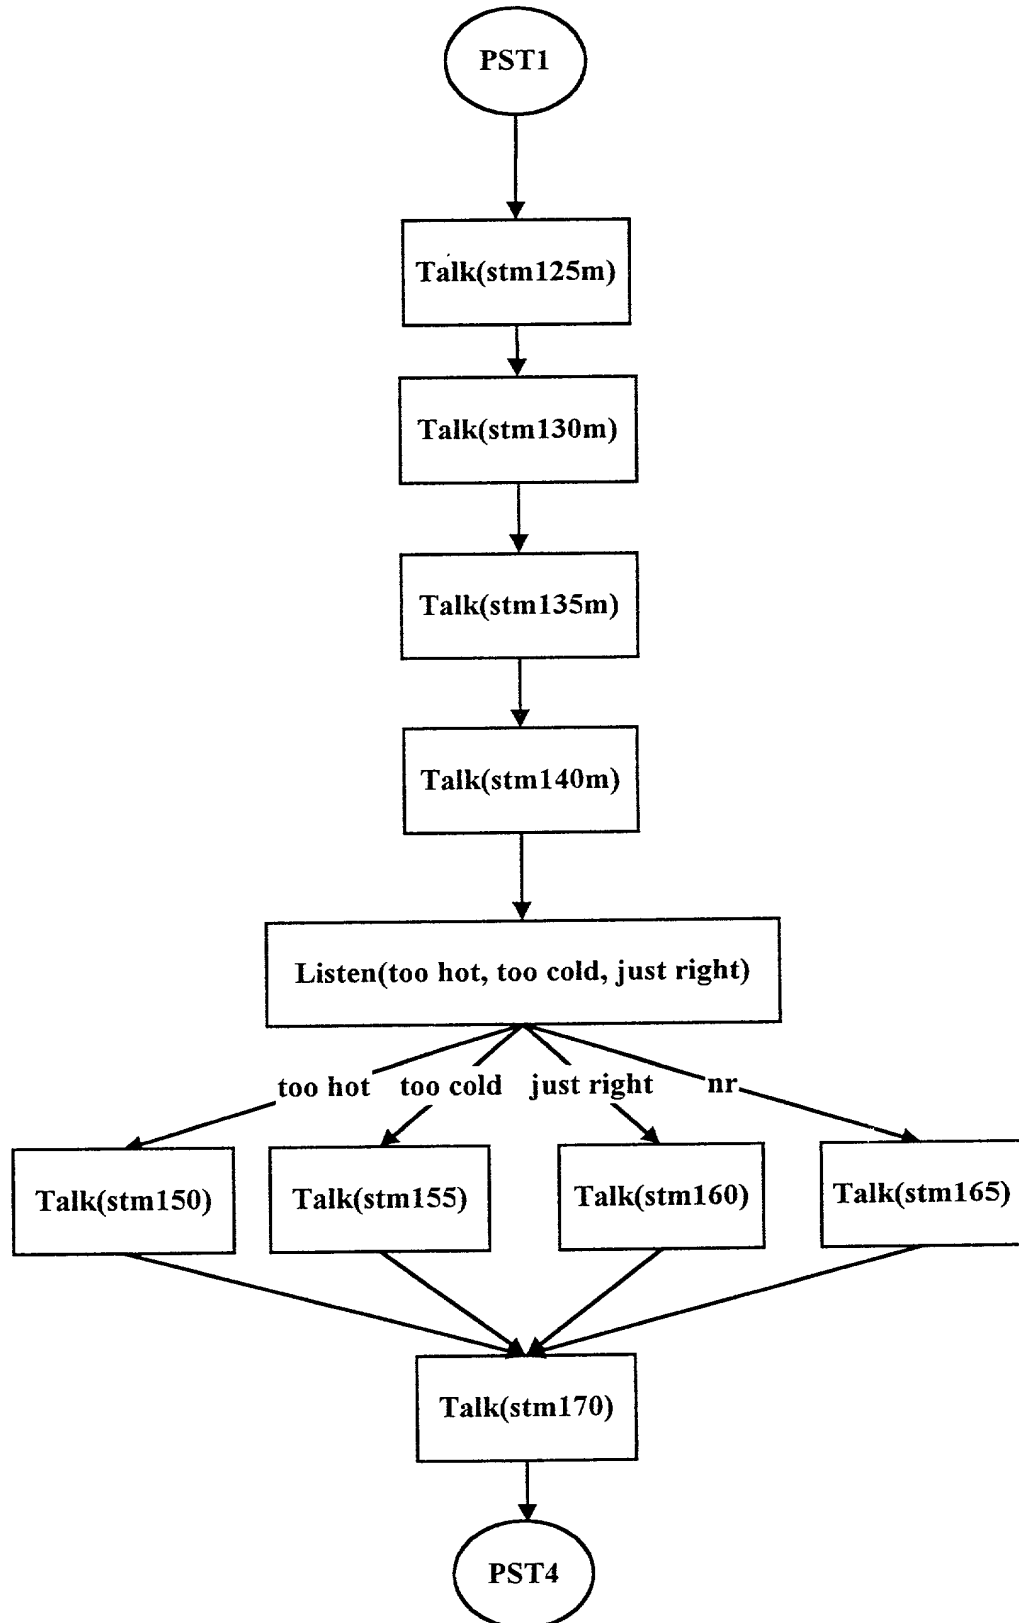 PST1
Talk(stm125m)
Talk(stm130m)
Talk(stm135m)
Talk(stm140m)
Listen(too hot, too cold, just right)
too hot too cold just right nr
Talk(stm150) Talk(stm155) Talk(stm160) Talk(stm165)
Talk(stm170)
PST4